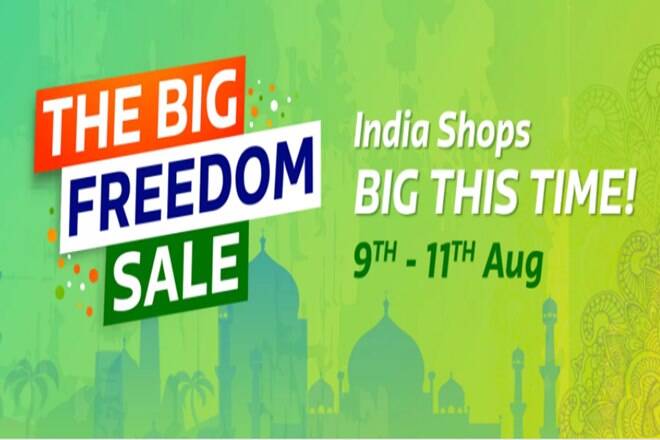 THE BIG
FREEDOM
SALE
India Shops
BIG THIS TIME!
9TH - 11TH Aug